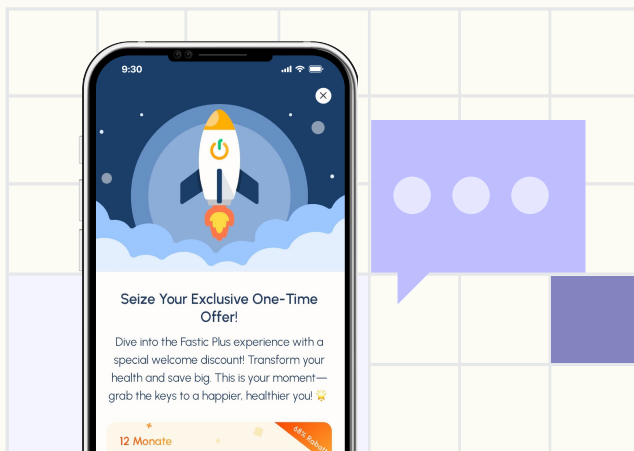 9:30
Seize Your Exclusive One-Time
Offer!
Dive into the Fastic Plus experience with a
special welcome discount! Transform your
health and save big. This is your moment—
grab the keys to a happier, healthier you! 🌟
68% Rabatt
12 Monate